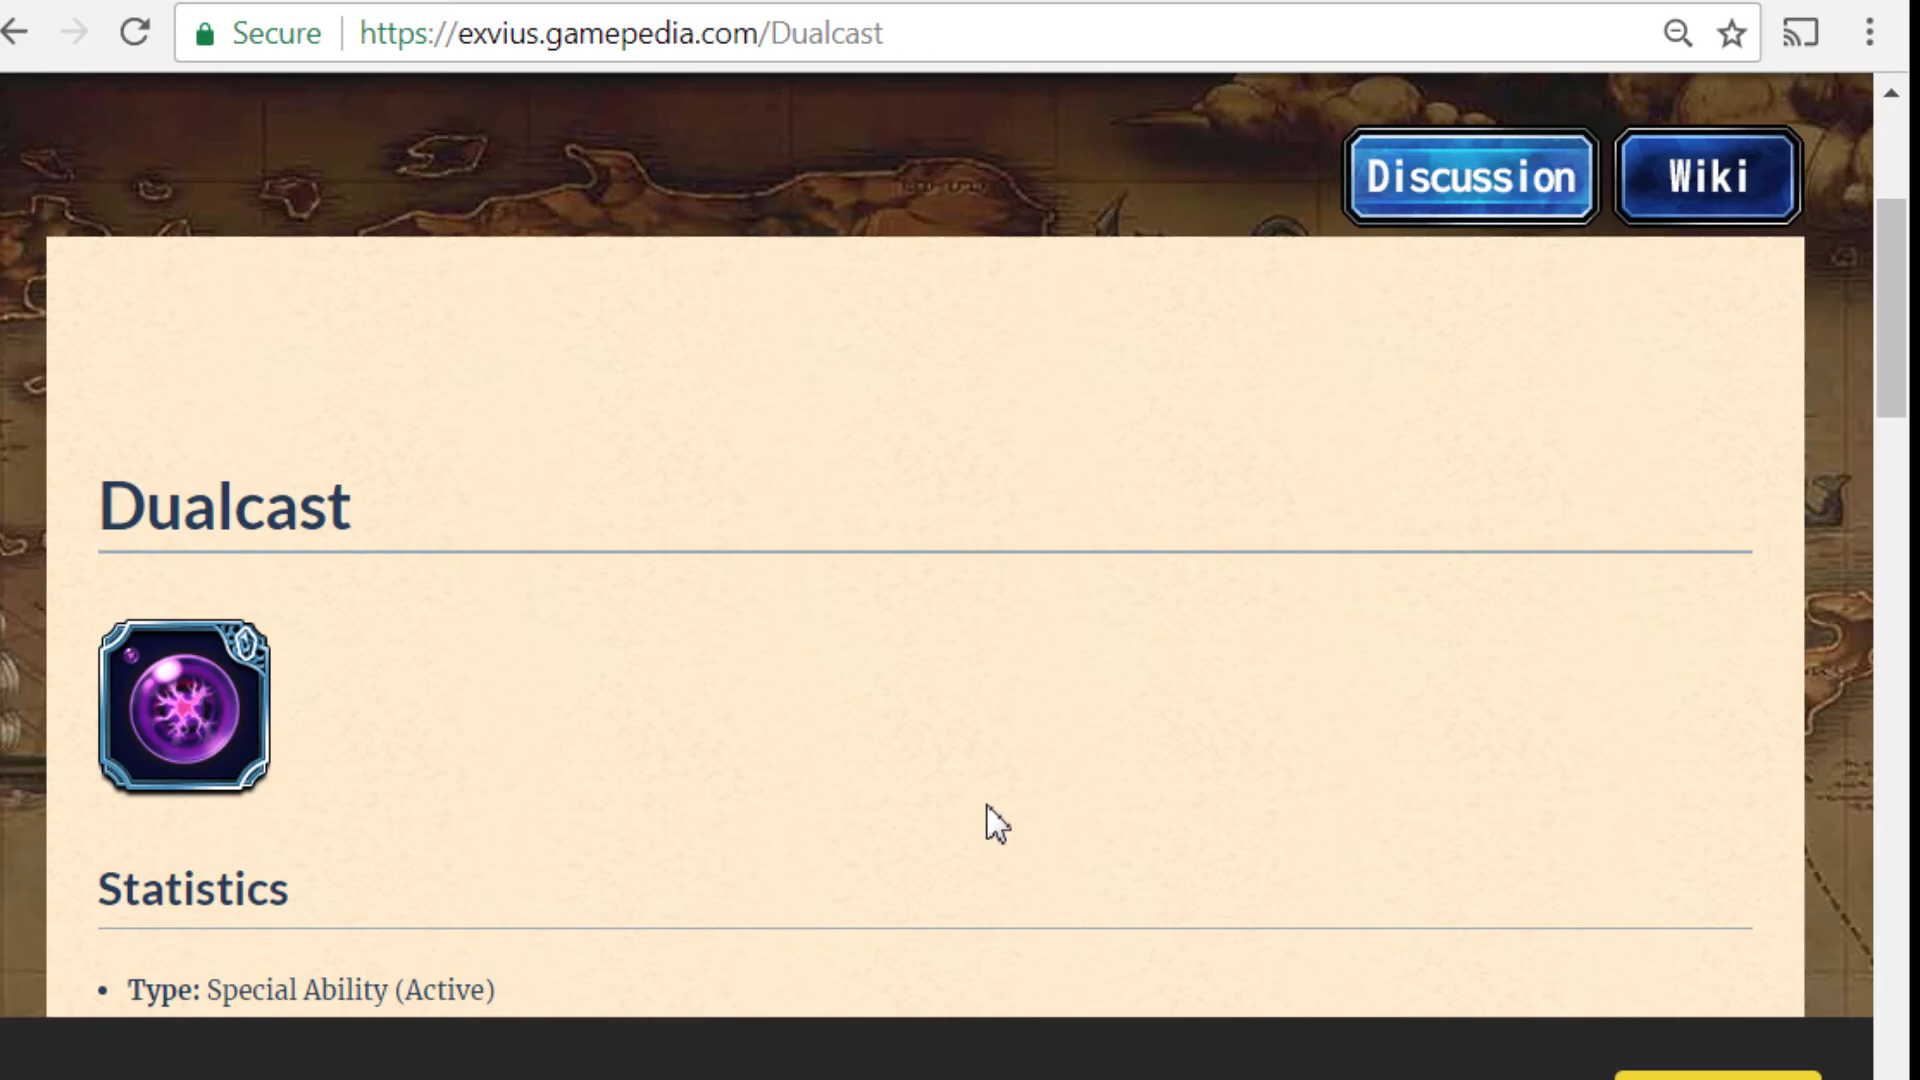 Secure https://exvius.gamepedia.com/Dualcast
Discussion Wiki
Dualcast
Statistics
• Type: Special Ability (Active)